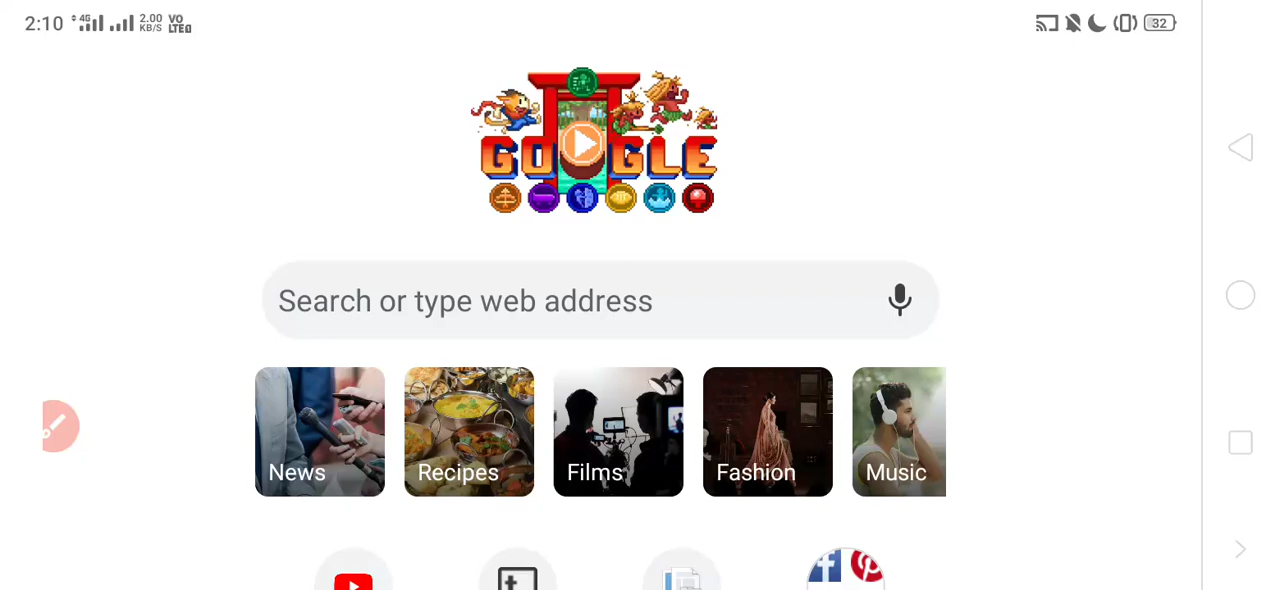 2:10 4G 2.00 KB/S VO LTE 32
GOOGLE
Search or type web address
News Recipes Films Fashion Music